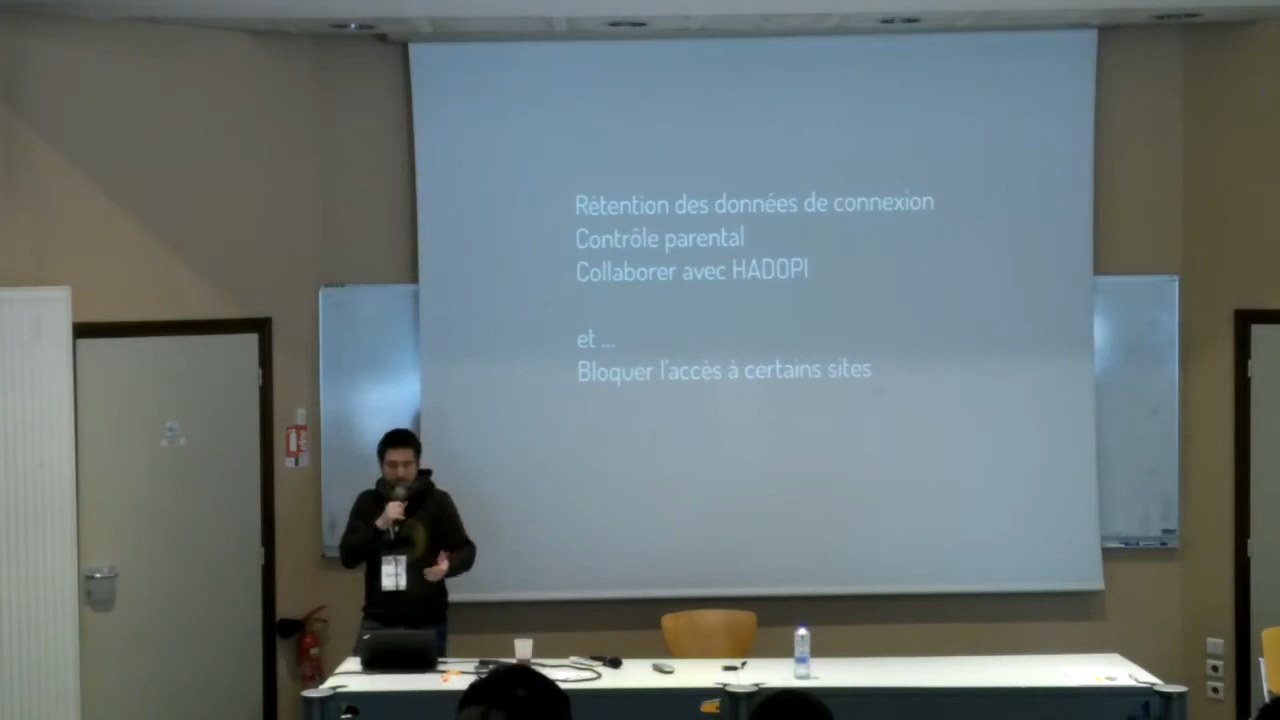 Rétention des données de connexion
Contrôle parental
Collaborer avec HADOPI
et ...
Bloquer l'accès à certains sites